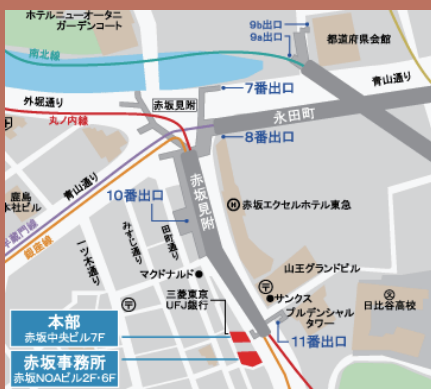 ホテルニューオータニ
ガーデンコート
9b出口
9a出口
都道府県会館
南北線
外堀通り
丸ノ内線
赤坂見附
7番出口
青山通り
永田町
8番出口
鹿島
本社ビル
青山通り
半蔵門線
銀座線
10番出口
赤坂見附
赤坂エクセルホテル東急
一ツ木通り
みすじ通り
田町通り
マクドナルド
山王グランドビル
三菱東京
UFJ銀行
サンクス
プルデンシャル
タワー
日比谷高校
11番出口
本部
赤坂中央ビル7F
赤坂事務所
赤坂NOAビル2F・6F